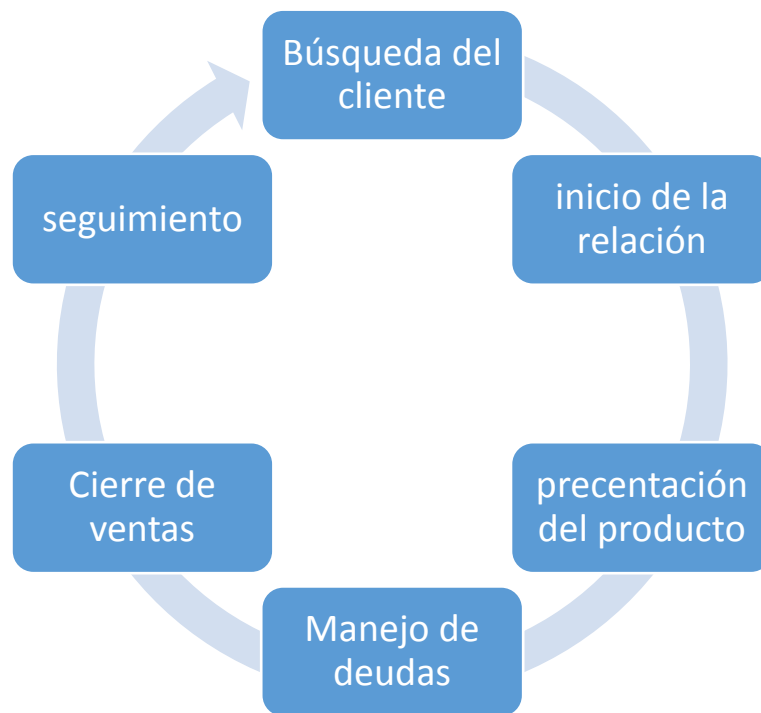 Búsqueda del
cliente
inicio de la
relación
precentación
del producto
Manejo de
deudas
Cierre de
ventas
seguimiento